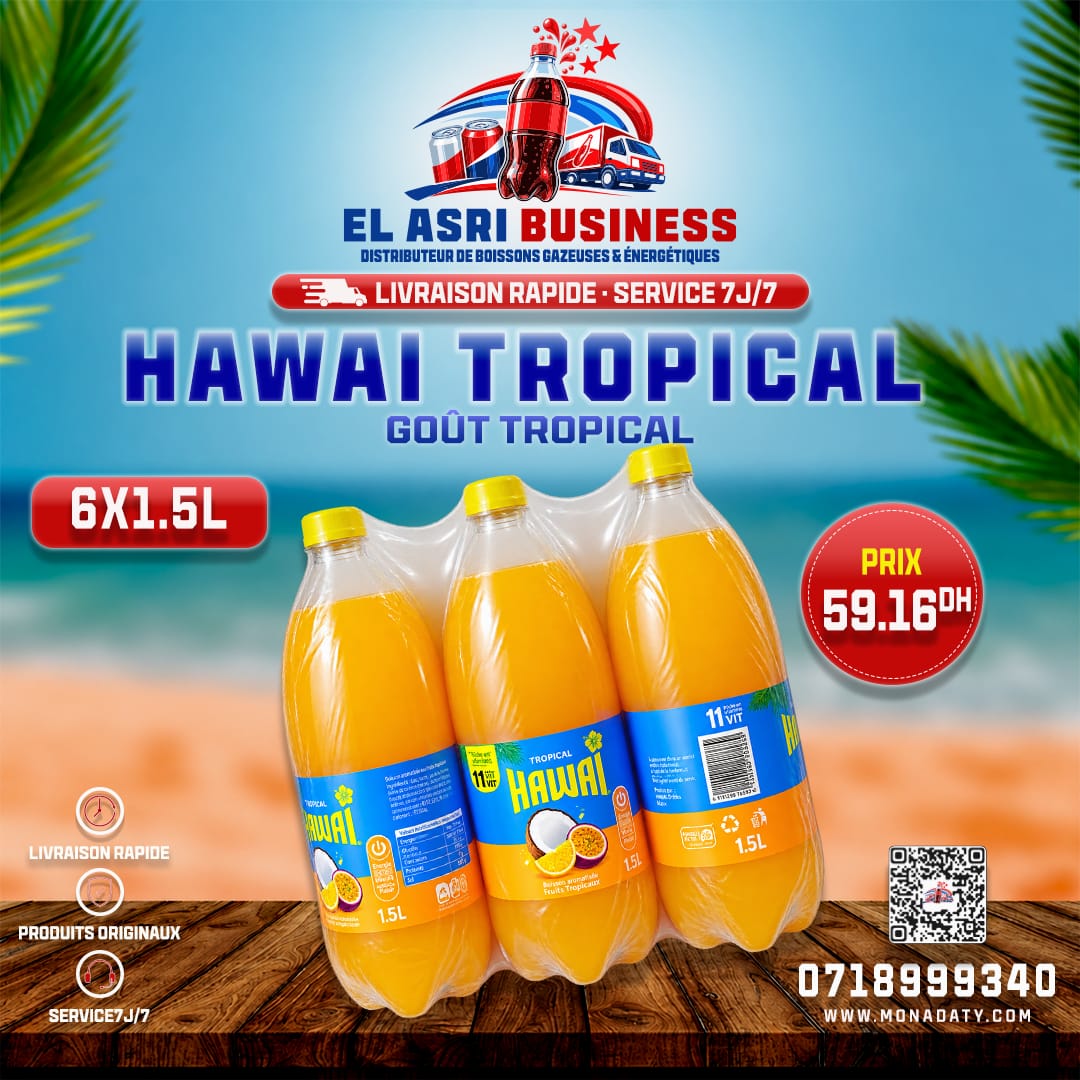 EL ASRI BUSINESS
DISTRIBUTEUR DE BOISSONS GAZEUSES & ÉNERGÉTIQUES
LIVRAISON RAPIDE · SERVICE 7J/7
HAWAI TROPICAL
GOÛT TROPICAL
6X1.5L
PRIX
59.16 DH
TROPICAL
HAWAI
1.5L
11 VIT
TROPICAL
HAWAI
Boisson aromatisée
Fruits Tropicaux
1.5L
11 VIT
1.5L
LIVRAISON RAPIDE
PRODUITS ORIGINAUX
SERVICE7J/7
0718999340
WWW.MONADATY.COM